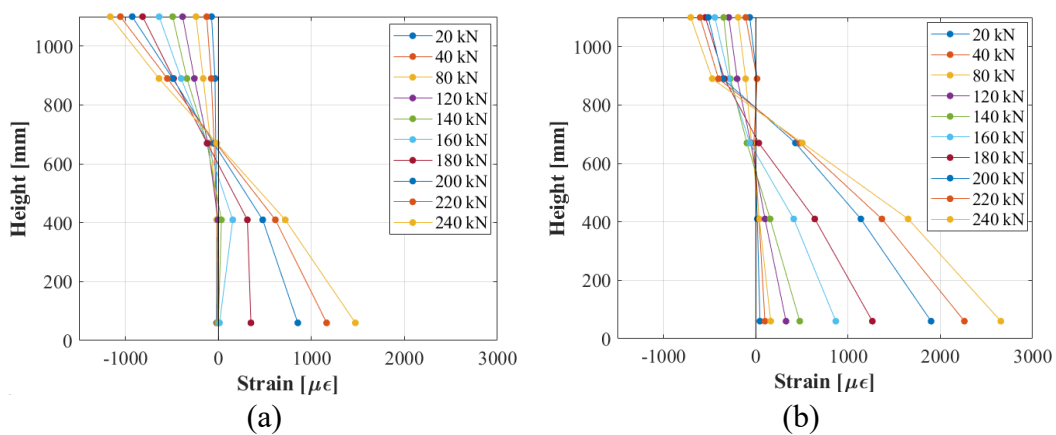 1000
800
600
400
200
0
Height [mm]
-1000
0
1000
2000
3000
Strain [με]
20 kN
40 kN
80 kN
120 kN
140 kN
160 kN
180 kN
200 kN
220 kN
240 kN
(a)
1000
800
600
400
200
0
Height [mm]
-1000
0
1000
2000
3000
Strain [με]
20 kN
40 kN
80 kN
120 kN
140 kN
160 kN
180 kN
200 kN
220 kN
240 kN
(b)